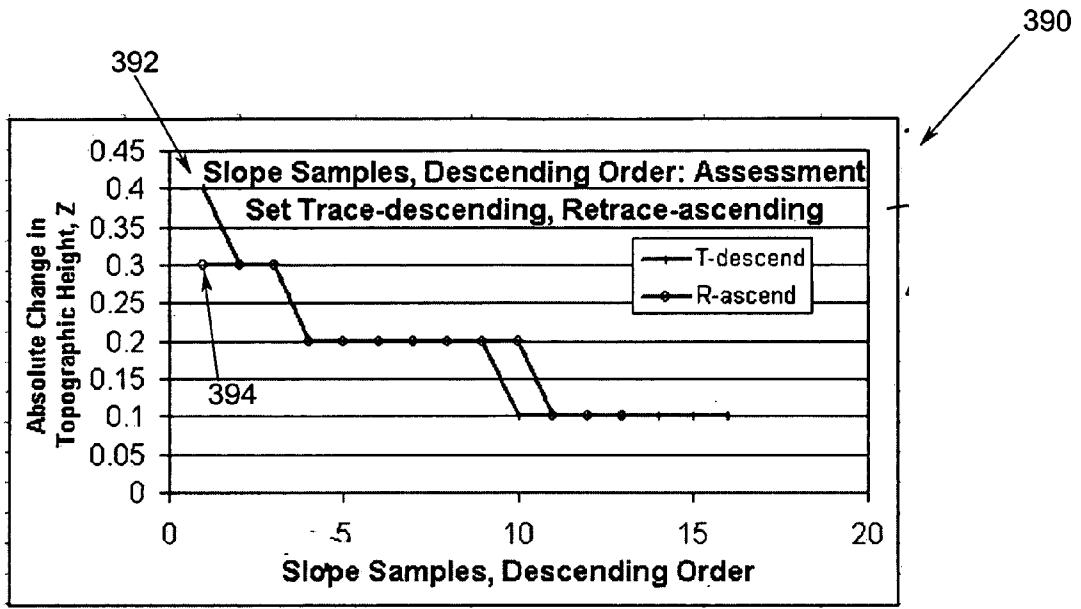 390
392
Slope Samples, Descending Order: Assessment
Set Trace-descending, Retrace-ascending
Absolute Change in
Topographic Height, Z
0.45
0.4
0.35
0.3
0.25
0.2
0.15
0.1
0.05
0
T-descend
R-ascend
394
0
5
10
15
20
Slope Samples, Descending Order